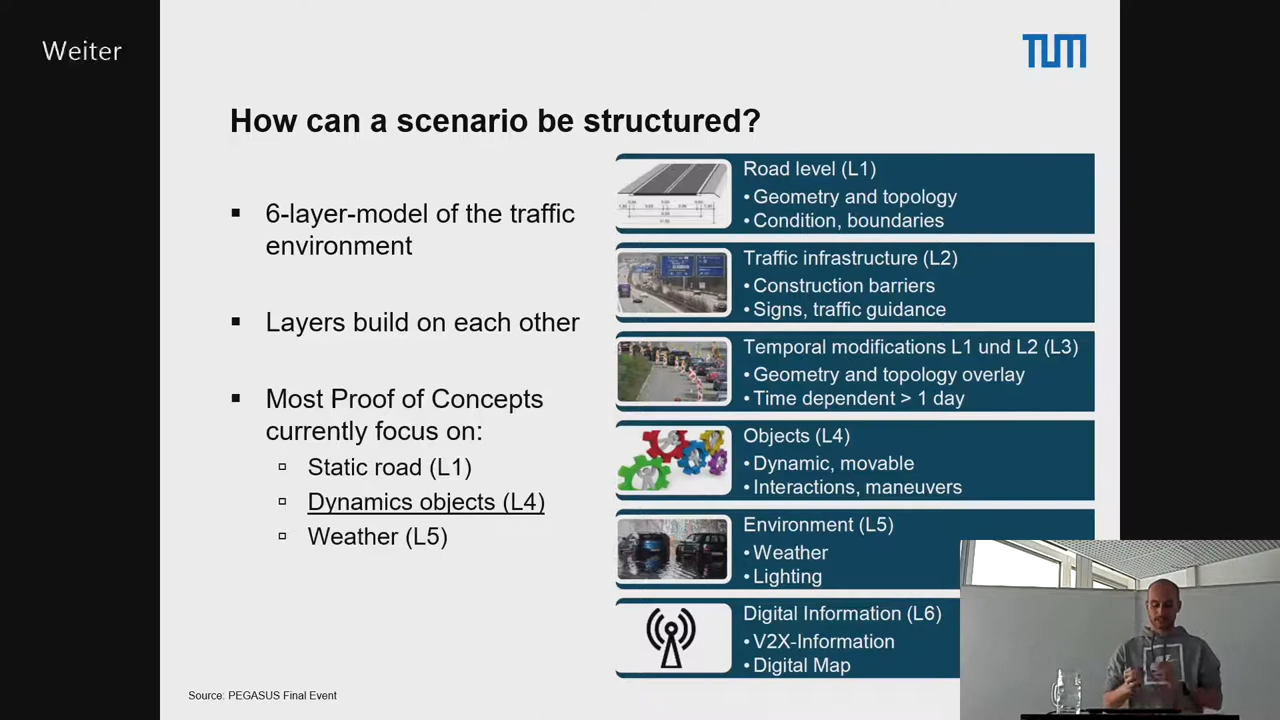 Weiter
TUM
How can a scenario be structured?
▪ 6-layer-model of the traffic
environment
▪ Layers build on each other
▪ Most Proof of Concepts
currently focus on:
▫ Static road (L1)
▫ Dynamics objects (L4)
▫ Weather (L5)
Road level (L1)
• Geometry and topology
• Condition, boundaries
Traffic infrastructure (L2)
• Construction barriers
• Signs, traffic guidance
Temporal modifications L1 und L2 (L3)
• Geometry and topology overlay
• Time dependent > 1 day
Objects (L4)
• Dynamic, movable
• Interactions, maneuvers
Environment (L5)
• Weather
• Lighting
Digital Information (L6)
• V2X-Information
• Digital Map
Source: PEGASUS Final Event